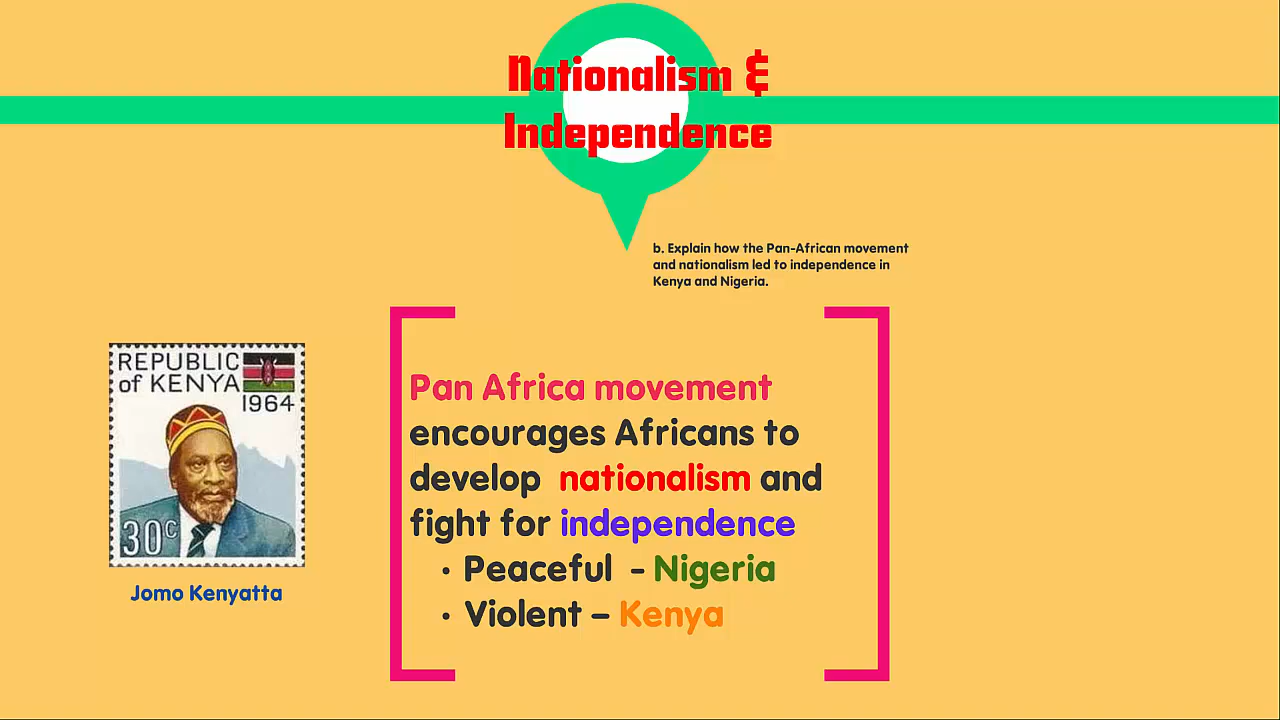 Nationalism &
Independence
b. Explain how the Pan-African movement
and nationalism led to independence in
Kenya and Nigeria.
REPUBLIC
of KENYA
1964
30c
Jomo Kenyatta
Pan Africa movement
encourages Africans to
develop nationalism and
fight for independence
• Peaceful - Nigeria
• Violent – Kenya